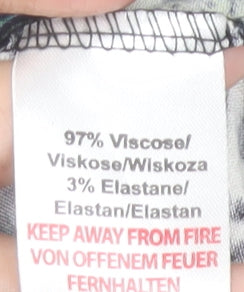 97% Viscose/
Viskose/Wiskoza
3% Elastane/
Elastan/Elastan
KEEP AWAY FROM FIRE
VON OFFENEM FEUER
FERNHALTEN